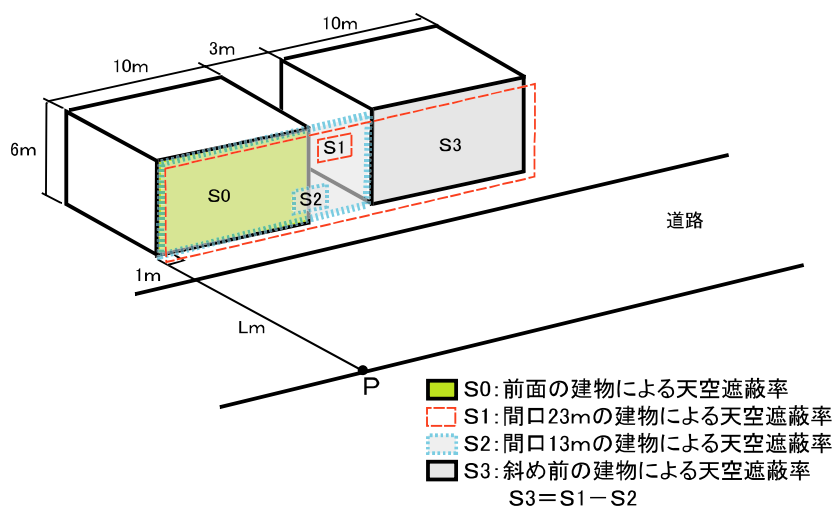 10m
3m
10m
6m
S0
S1
S2
S3
道路
1m
Lm
P
S0:前面の建物による天空遮蔽率
S1:間口23mの建物による天空遮蔽率
S2:間口13mの建物による天空遮蔽率
S3:斜め前の建物による天空遮蔽率
S3=S1−S2